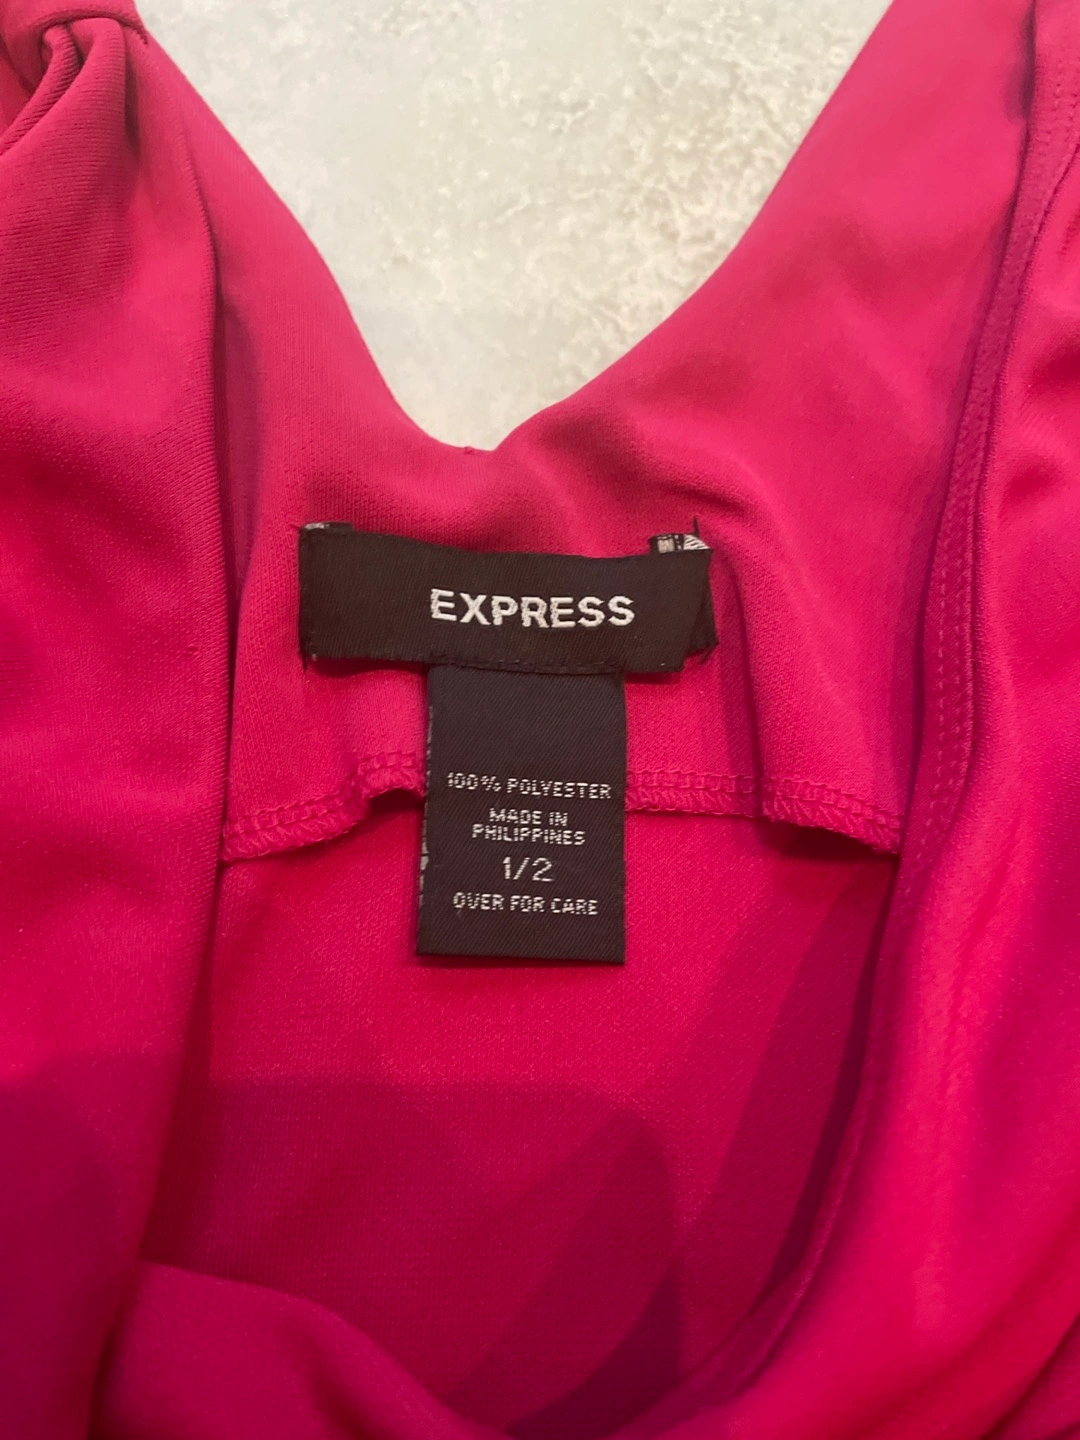 EXPRESS
100% POLYESTER
MADE IN
PHILIPPINES
1/2
OVER FOR CARE